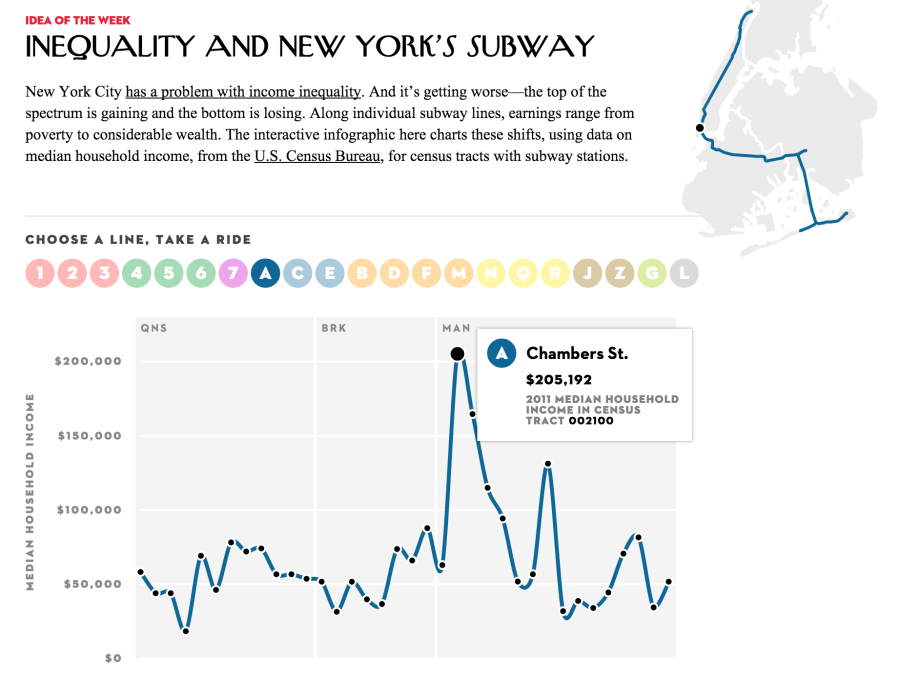 IDEA OF THE WEEK
INEQUALITY AND NEW YORK'S SUBWAY
New York City has a problem with income inequality. And it's getting worse—the top of the
spectrum is gaining and the bottom is losing. Along individual subway lines, earnings range from
poverty to considerable wealth. The interactive infographic here charts these shifts, using data on
median household income, from the U.S. Census Bureau, for census tracts with subway stations.
CHOOSE A LINE, TAKE A RIDE
1 2 3 4 5 6 7 A C E B D F M N Q R J Z G L
QNS BRK MAN
A Chambers St.
$205,192
2011 MEDIAN HOUSEHOLD
INCOME IN CENSUS
TRACT 002100
MEDIAN HOUSEHOLD INCOME
$200,000
$150,000
$100,000
$50,000
$0